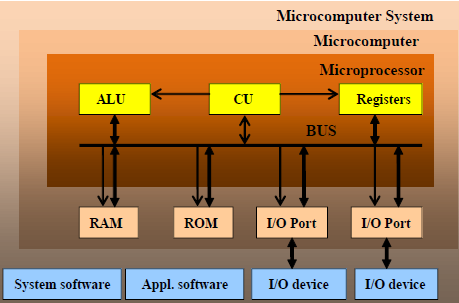 Microcomputer System
Microcomputer
Microprocessor
ALU
CU
Registers
BUS
RAM
ROM
I/O Port
I/O Port
System software
Appl. software
I/O device
I/O device